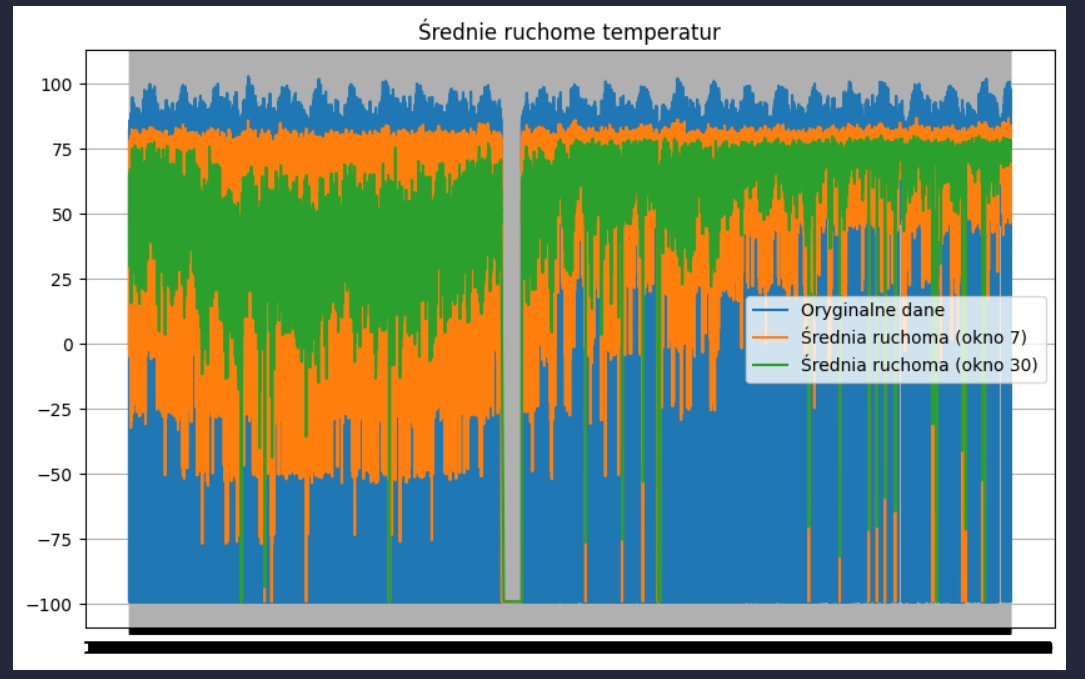 Średnie ruchome temperatur
100
75
50
25
0
−25
−50
−75
−100
Oryginalne dane
Średnia ruchoma (okno 7)
Średnia ruchoma (okno 30)